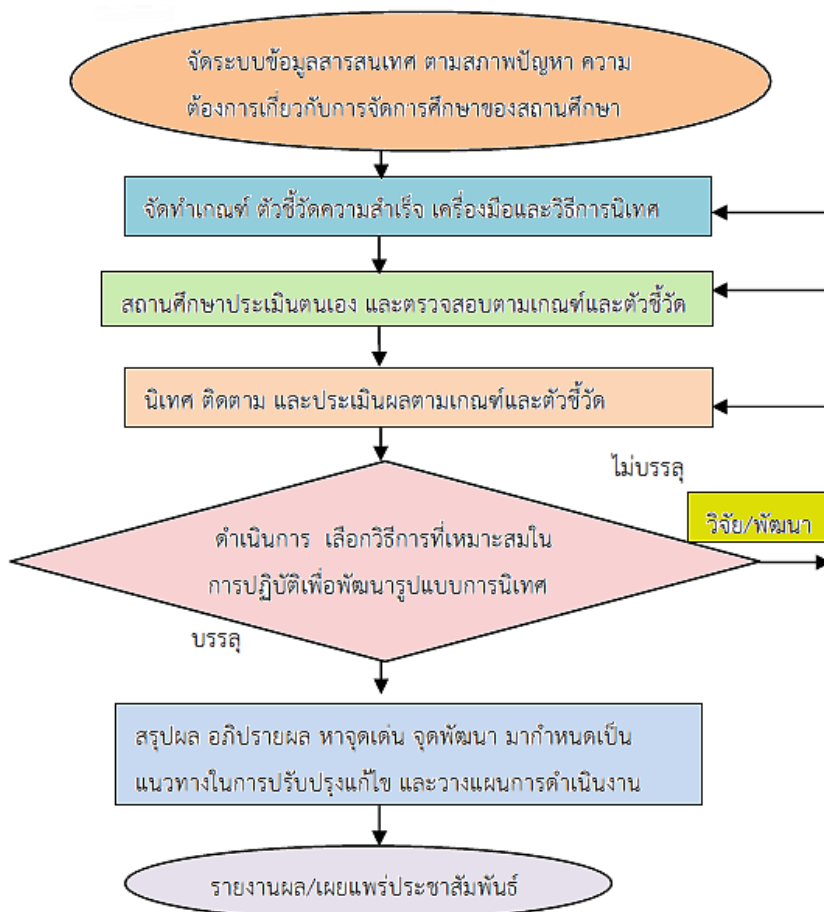 จัดระบบข้อมูลสารสนเทศ ตามสภาพปัญหา ความ
ต้องการเกี่ยวกับการจัดการศึกษาของสถานศึกษา
จัดทำเกณฑ์ ตัวชี้วัดความสำเร็จ เครื่องมือและวิธีการนิเทศ
สถานศึกษาประเมินตนเอง และตรวจสอบตามเกณฑ์และตัวชี้วัด
นิเทศ ติดตาม และประเมินผลตามเกณฑ์และตัวชี้วัด
ไม่บรรลุ
วิจัย/พัฒนา
ดำเนินการ เลือกวิธีการที่เหมาะสมใน
การปฏิบัติเพื่อพัฒนารูปแบบการนิเทศ
บรรลุ
สรุปผล อภิปรายผล หาจุดเด่น จุดพัฒนา มากำหนดเป็น
แนวทางในการปรับปรุงแก้ไข และวางแผนการดำเนินงาน
รายงานผล/เผยแพร่ประชาสัมพันธ์